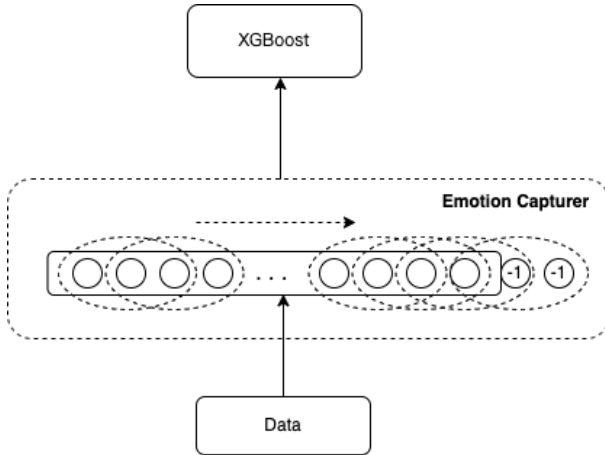 XGBoost
Emotion Capturer
. . .
-1 -1
Data